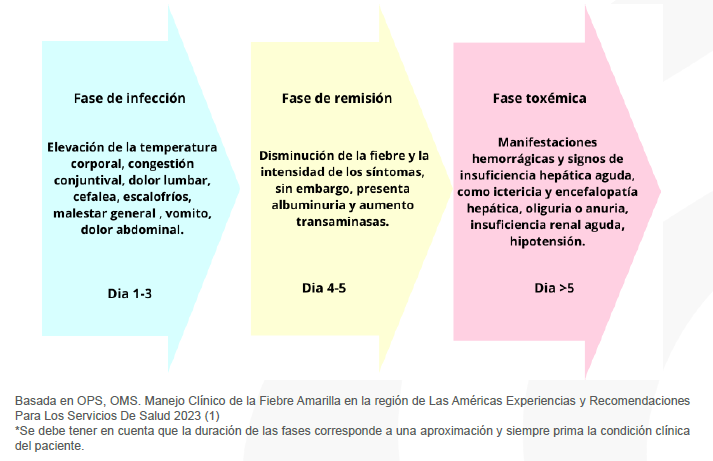 Fase de infección
Elevación de la temperatura
corporal, congestión
conjuntival, dolor lumbar,
cefalea, escalofríos,
malestar general , vomito,
dolor abdominal.
Dia 1-3
Fase de remisión
Disminución de la fiebre y la
intensidad de los síntomas,
sin embargo, presenta
albuminuria y aumento
transaminasas.
Dia 4-5
Fase toxémica
Manifestaciones
hemorrágicas y signos de
insuficiencia hepática aguda,
como ictericia y encefalopatía
hepática, oliguria o anuria,
insuficiencia renal aguda,
hipotensión.
Dia >5
Basada en OPS, OMS. Manejo Clínico de la Fiebre Amarilla en la región de Las Américas Experiencias y Recomendaciones
Para Los Servicios De Salud 2023 (1)
*Se debe tener en cuenta que la duración de las fases corresponde a una aproximación y siempre prima la condición clínica
del paciente.